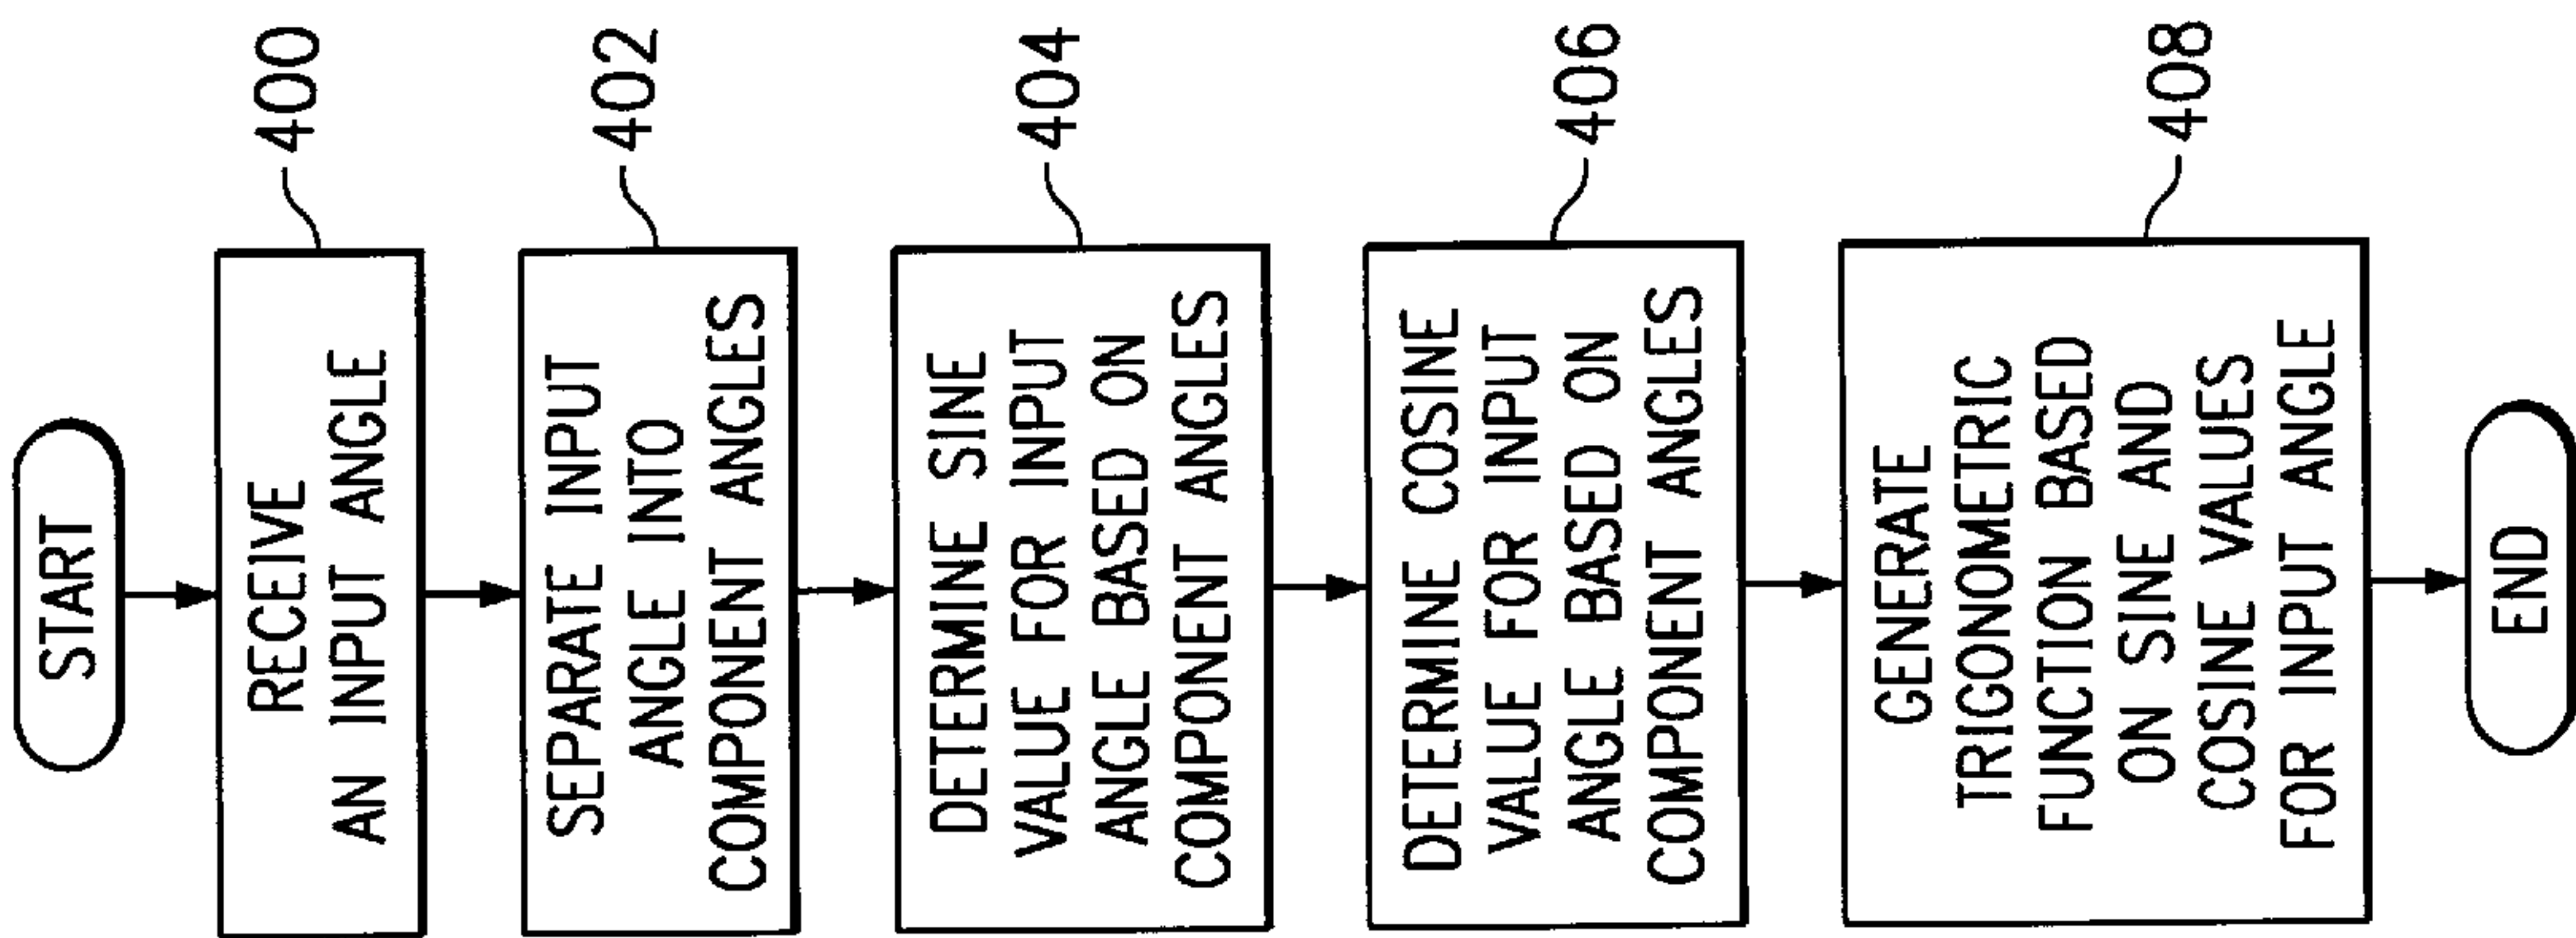 START
RECEIVE
AN INPUT ANGLE
400
SEPARATE INPUT
ANGLE INTO
COMPONENT ANGLES
402
DETERMINE SINE
VALUE FOR INPUT
ANGLE BASED ON
COMPONENT ANGLES
404
DETERMINE COSINE
VALUE FOR INPUT
ANGLE BASED ON
COMPONENT ANGLES
406
GENERATE
TRIGONOMETRIC
FUNCTION BASED
ON SINE AND
COSINE VALUES
FOR INPUT ANGLE
408
END